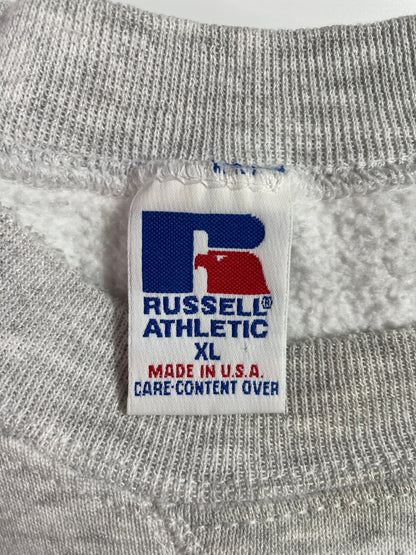 R
RUSSELL®
ATHLETIC
XL
MADE IN U.S.A.
CARE-CONTENT OVER